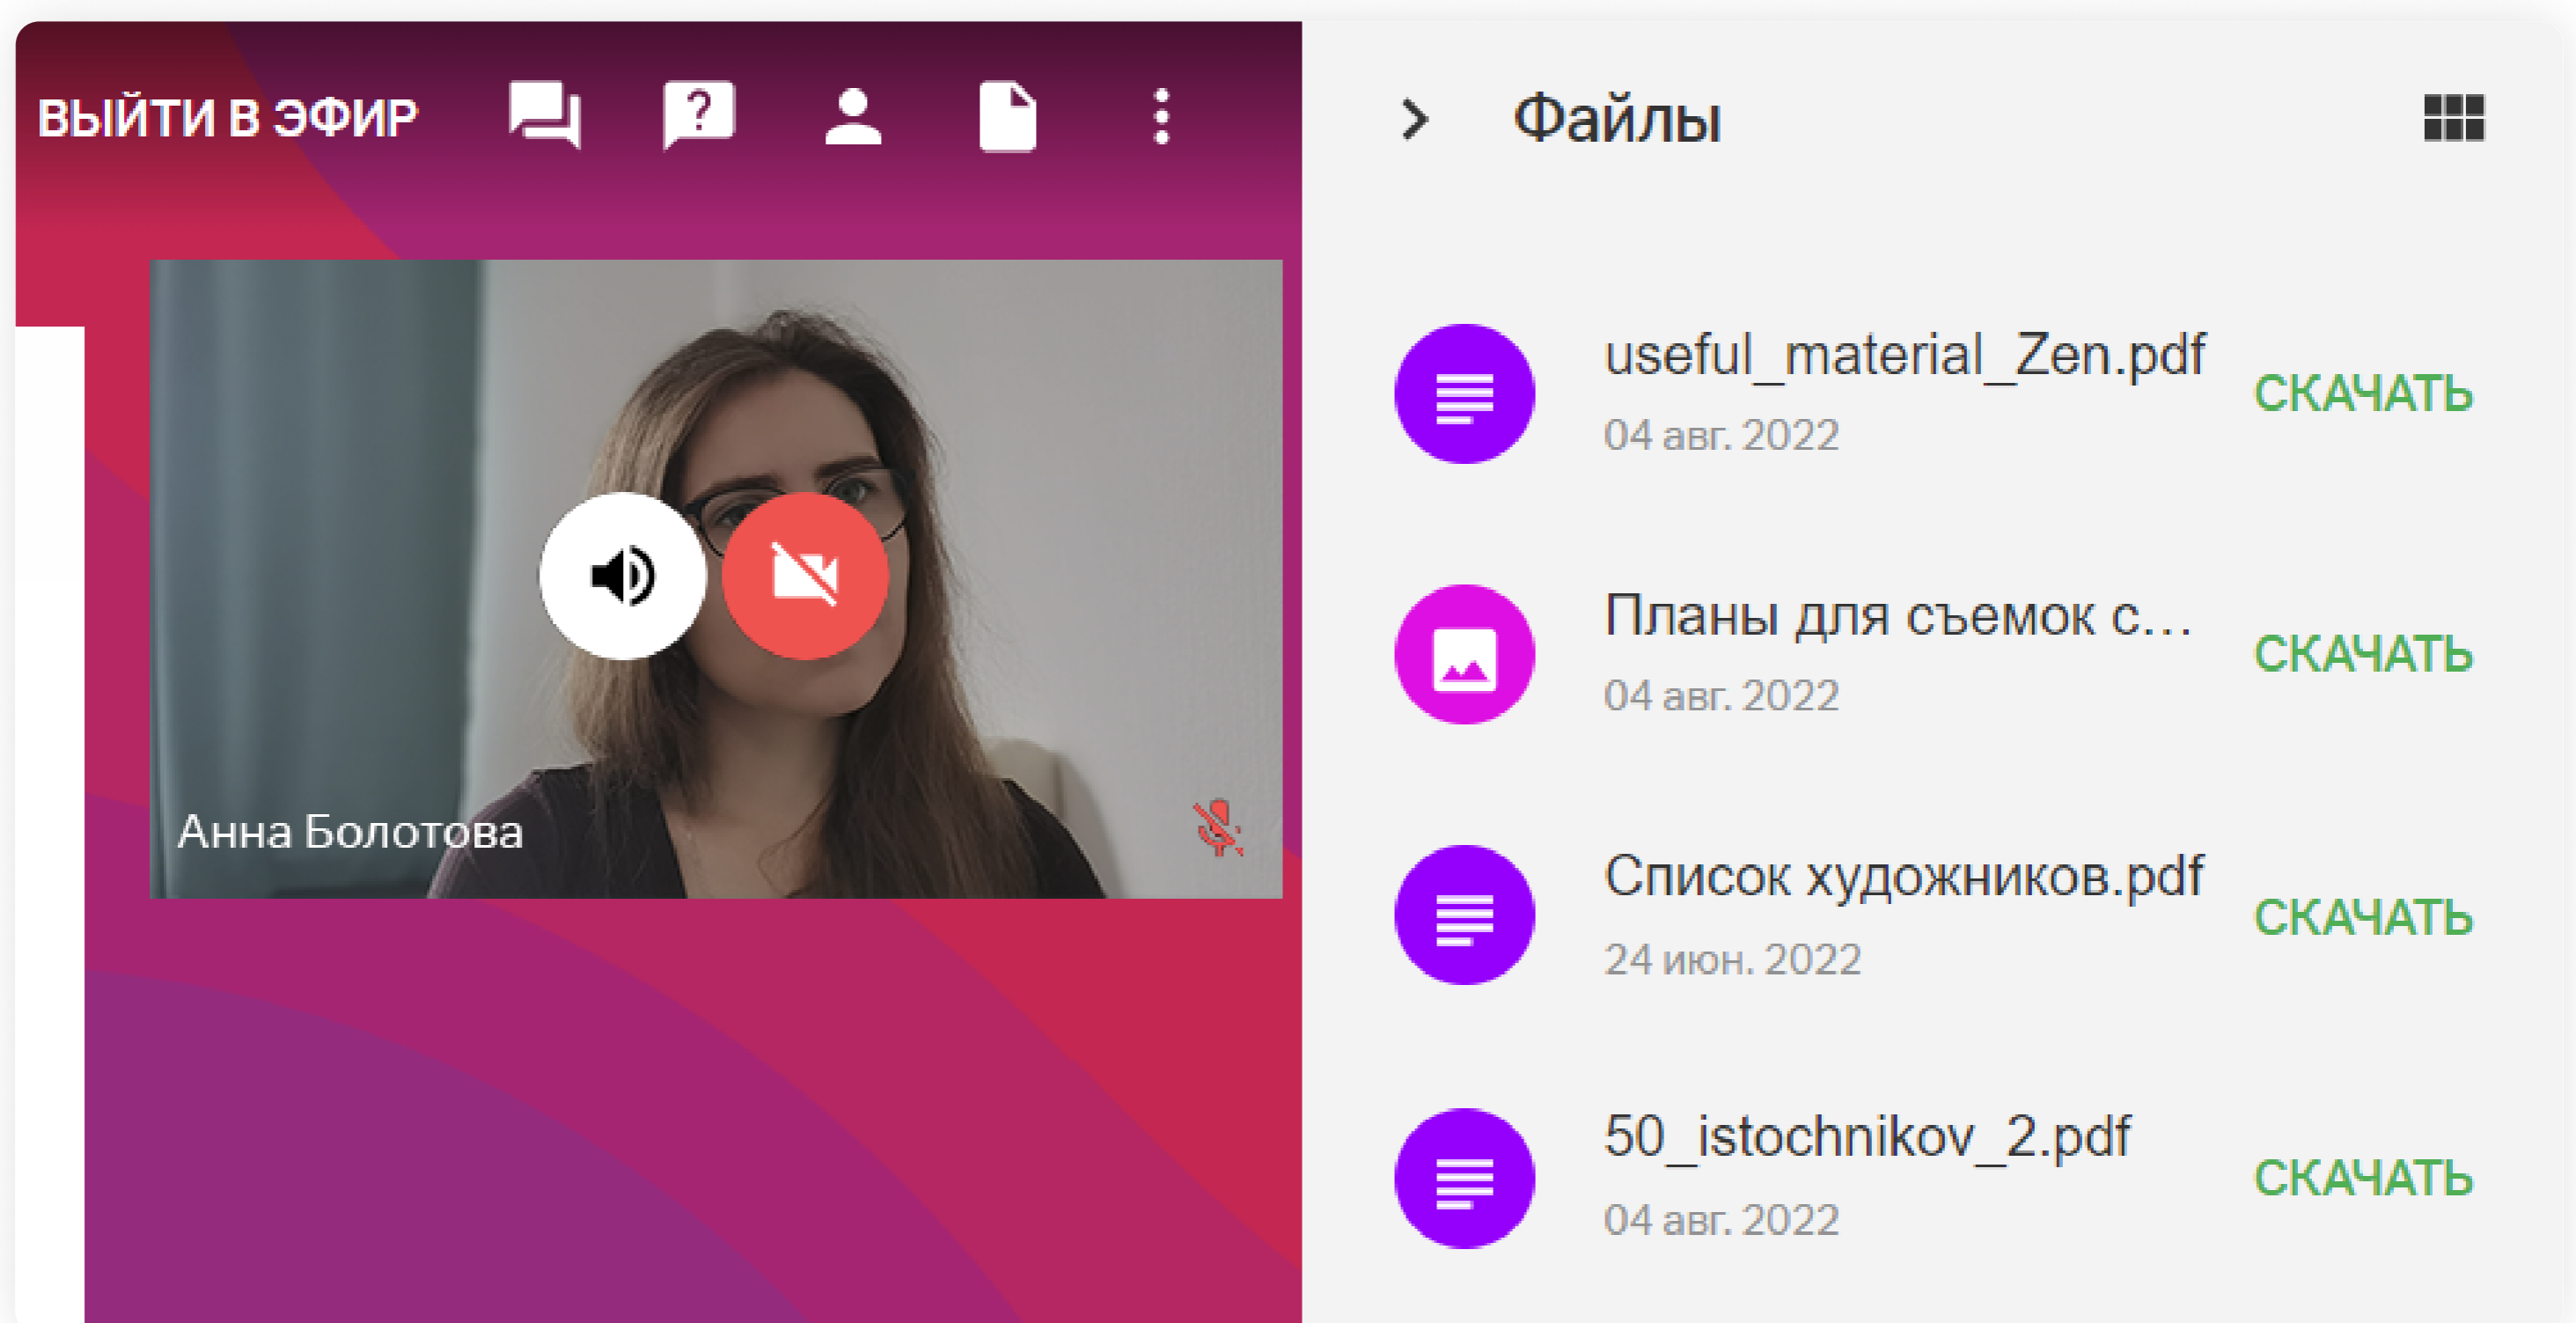 ВЫЙТИ В ЭФИР
Анна Болотова
Файлы
useful_material_Zen.pdf
04 авг. 2022
СКАЧАТЬ
Планы для съемок с...
04 авг. 2022
СКАЧАТЬ
Список художников.pdf
24 июн. 2022
СКАЧАТЬ
50_istochnikov_2.pdf
04 авг. 2022
СКАЧАТЬ